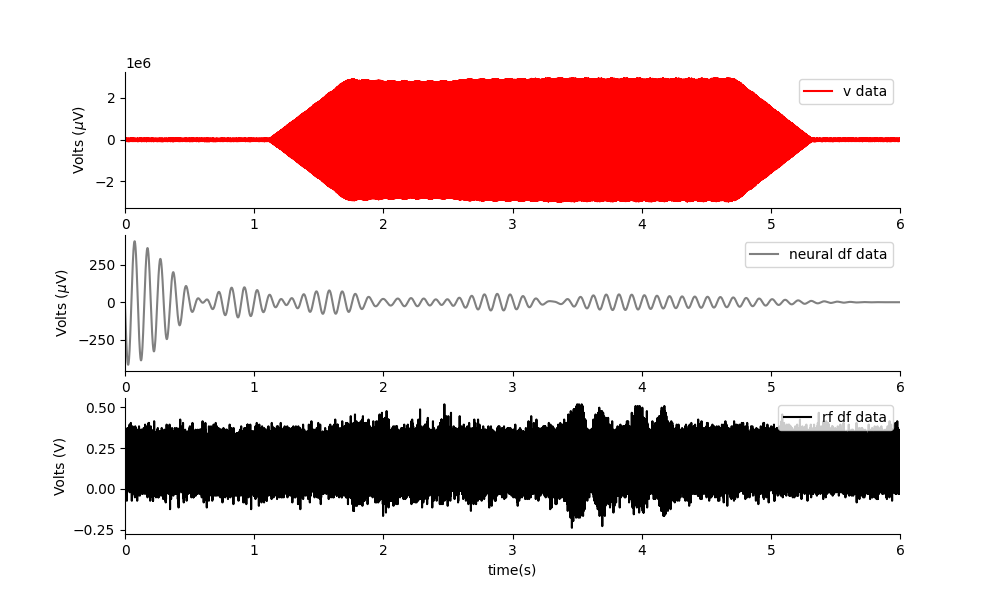 1e6
Volts (μV)
2
0
−2
v data
0 1 2 3 4 5 6
Volts (μV)
250
0
−250
neural df data
0 1 2 3 4 5 6
Volts (V)
0.50
0.25
0.00
−0.25
rf df data
0 1 2 3 4 5 6
time(s)